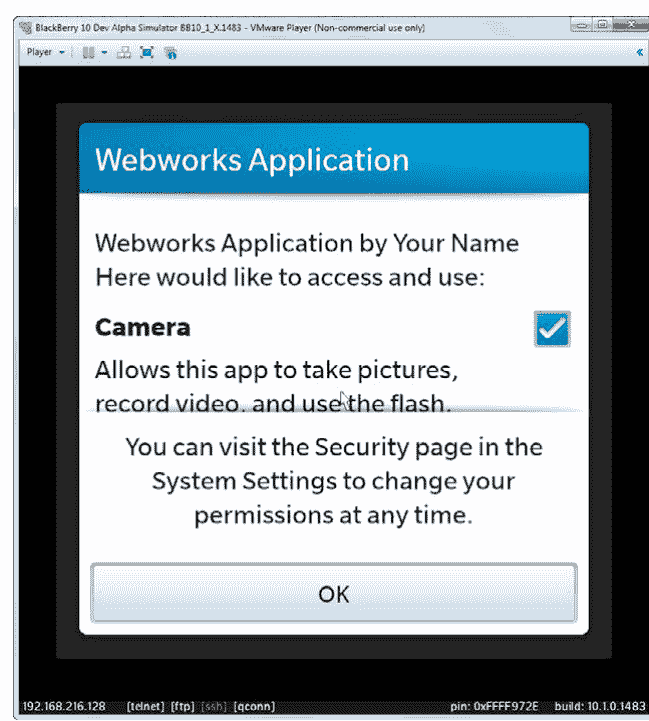 BlackBerry 10 Dev Alpha Simulator BB10_1_X.1483 - VMware Player (Non-commercial use only)
Player
Webworks Application
Webworks Application by Your Name
Here would like to access and use:
Camera
Allows this app to take pictures,
record video, and use the flash.
You can visit the Security page in the
System Settings to change your
permissions at any time.
OK
192.168.216.128 [telnet] [ftp] [ssh] [qconn] pin: 0xFFFF972E build: 10.1.0.1483